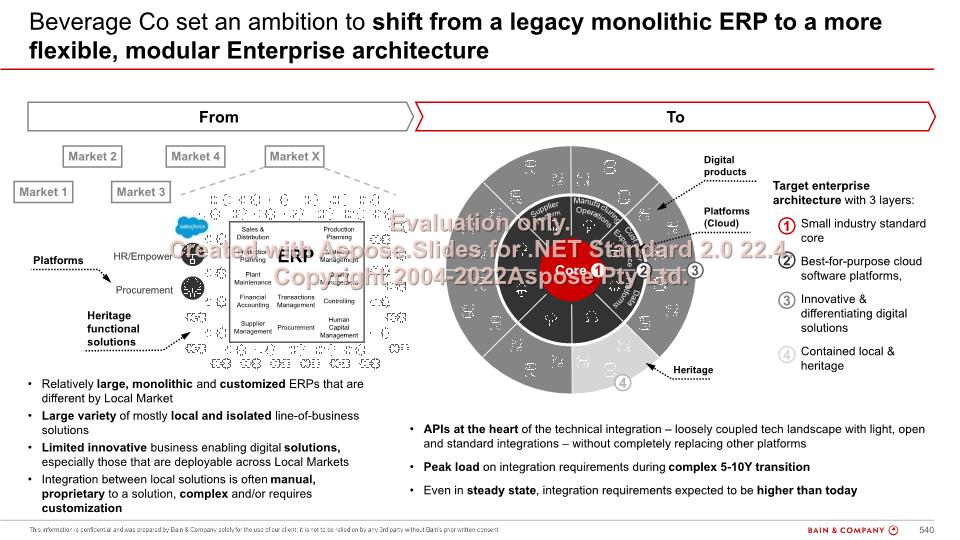 Beverage Co set an ambition to shift from a legacy monolithic ERP to a more
flexible, modular Enterprise architecture
From
To
Market 2
Market 4
Market X
Market 1
Market 3
salesforce
Platforms
HR/Empower
Procurement
Heritage
functional
solutions
ERP
Sales &
Distribution
Production
Planning
Production
Planning
Management
Plant
Maintenance
Management
Financial
Accounting
Transactions
Management
Controlling
Supplier
Management
Procurement
Human
Capital
Management
• Relatively large, monolithic and customized ERPs that are
different by Local Market
• Large variety of mostly local and isolated line-of-business
solutions
• Limited innovative business enabling digital solutions,
especially those that are deployable across Local Markets
• Integration between local solutions is often manual,
proprietary to a solution, complex and/or requires
customization
Supplier
Manufacturing
Operations
Data
Core 1
2
3
4
Digital
products
Platforms
(Cloud)
Heritage
Target enterprise
architecture with 3 layers:
1 Small industry standard
core
2 Best-for-purpose cloud
software platforms,
3 Innovative &
differentiating digital
solutions
4 Contained local &
heritage
• APIs at the heart of the technical integration – loosely coupled tech landscape with light, open
and standard integrations – without completely replacing other platforms
• Peak load on integration requirements during complex 5-10Y transition
• Even in steady state, integration requirements expected to be higher than today
Evaluation only.
Created with Aspose.Slides for .NET Standard 2.0 22.4.
Copyright 2004-2022Aspose Pty Ltd.
This information is confidential and was prepared by Bain & Company solely for the use of our client; it is not to be relied on by any 3rd party without Bain's prior written consent
BAIN & COMPANY
540